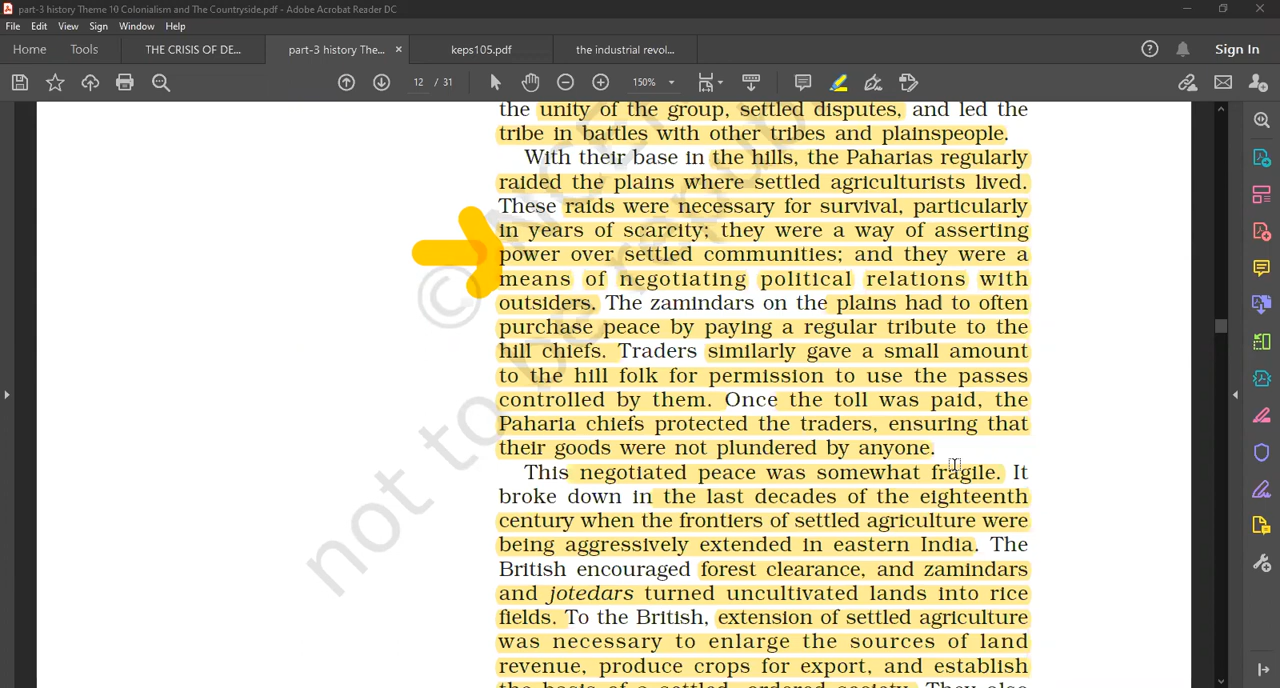 part-3 history Theme 10 Colonialism and The Countryside.pdf - Adobe Acrobat Reader DC
File Edit View Sign Window Help
Home Tools THE CRISIS OF DE... part-3 history The... × keps105.pdf the industrial revol... Sign In
12 / 31 150%
the unity of the group, settled disputes, and led the
tribe in battles with other tribes and plainspeople.
With their base in the hills, the Paharias regularly
raided the plains where settled agriculturists lived.
These raids were necessary for survival, particularly
in years of scarcity; they were a way of asserting
power over settled communities; and they were a
means of negotiating political relations with
outsiders. The zamindars on the plains had to often
purchase peace by paying a regular tribute to the
hill chiefs. Traders similarly gave a small amount
to the hill folk for permission to use the passes
controlled by them. Once the toll was paid, the
Paharia chiefs protected the traders, ensuring that
their goods were not plundered by anyone.
This negotiated peace was somewhat fragile. It
broke down in the last decades of the eighteenth
century when the frontiers of settled agriculture were
being aggressively extended in eastern India. The
British encouraged forest clearance, and zamindars
and jotedars turned uncultivated lands into rice
fields. To the British, extension of settled agriculture
was necessary to enlarge the sources of land
revenue, produce crops for export, and establish
the basis of a settled, ordered society. They also
©
not to be repub